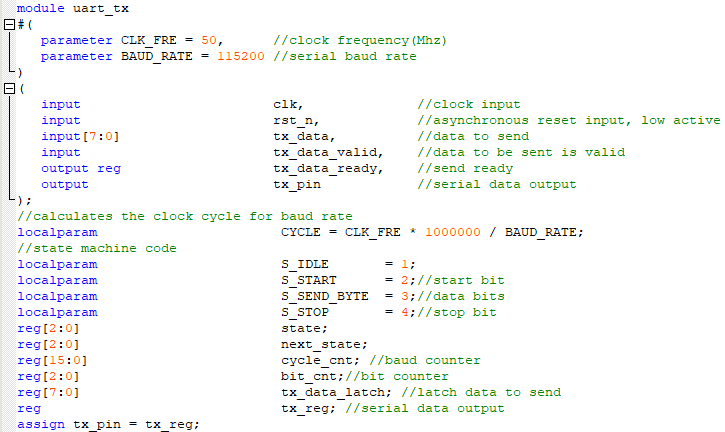 module uart_tx
#(
parameter CLK_FRE = 50, //clock frequency(Mhz)
parameter BAUD_RATE = 115200 //serial baud rate
)
(
input clk, //clock input
input rst_n, //asynchronous reset input, low active
input[7:0] tx_data, //data to send
input tx_data_valid, //data to be sent is valid
output reg tx_data_ready, //send ready
output tx_pin //serial data output
);
//calculates the clock cycle for baud rate
localparam CYCLE = CLK_FRE * 1000000 / BAUD_RATE;
//state machine code
localparam S_IDLE = 1;
localparam S_START = 2;//start bit
localparam S_SEND_BYTE = 3;//data bits
localparam S_STOP = 4;//stop bit
reg[2:0] state;
reg[2:0] next_state;
reg[15:0] cycle_cnt; //baud counter
reg[2:0] bit_cnt;//bit counter
reg[7:0] tx_data_latch; //latch data to send
reg tx_reg; //serial data output
assign tx_pin = tx_reg;